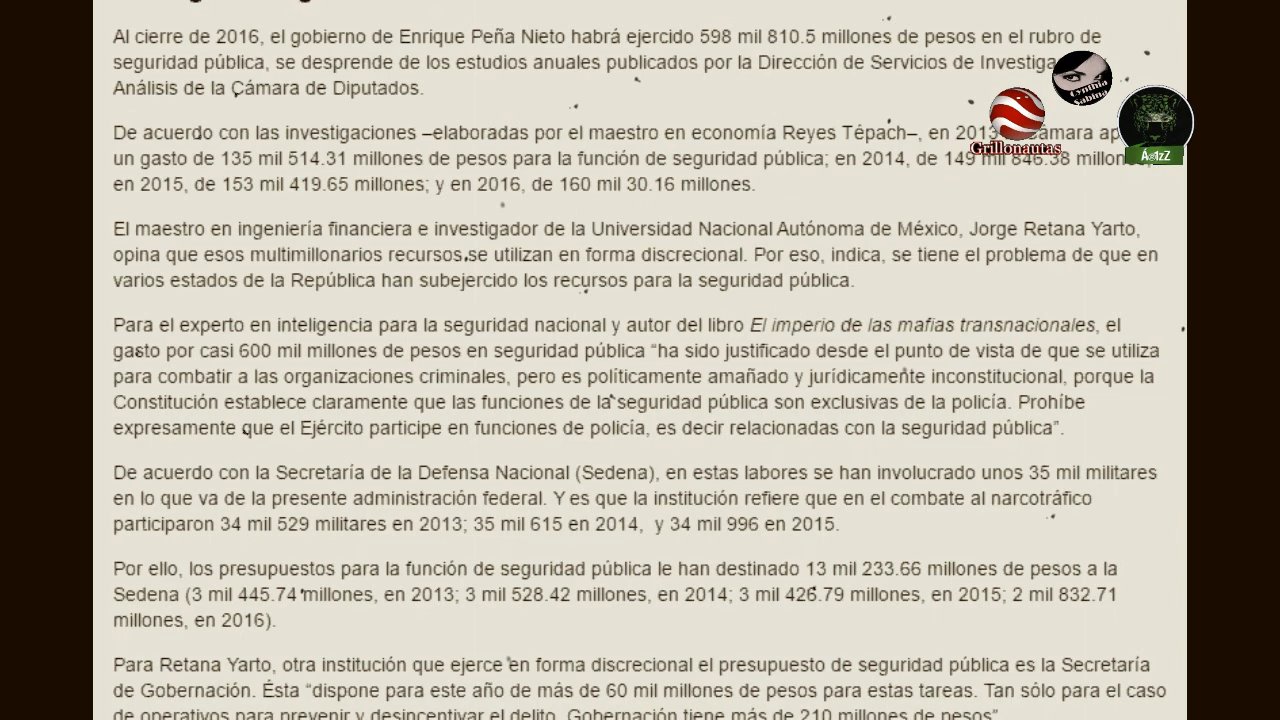 Al cierre de 2016, el gobierno de Enrique Peña Nieto habrá ejercido 598 mil 810.5 millones de pesos en el rubro de
seguridad pública, se desprende de los estudios anuales publicados por la Dirección de Servicios de Investiga
Análisis de la Cámara de Diputados.
Cynthia
Sabina
De acuerdo con las investigaciones –elaboradas por el maestro en economía Reyes Tépach–, en 2013 Cámara ap
Grillonautas
un gasto de 135 mil 514.31 millones de pesos para la función de seguridad pública; en 2014, de 149 mil 846.38 millon
en 2015, de 153 mil 419.65 millones; y en 2016, de 160 mil 30.16 millones.
El maestro en ingeniería financiera e investigador de la Universidad Nacional Autónoma de México, Jorge Retana Yarto,
opina que esos multimillonarios recursos se utilizan en forma discrecional. Por eso, indica, se tiene el problema de que en
varios estados de la República han subejercido los recursos para la seguridad pública.
Para el experto en inteligencia para la seguridad nacional y autor del libro El imperio de las mafias transnacionales, el
gasto por casi 600 mil millones de pesos en seguridad pública “ha sido justificado desde el punto de vista de que se utiliza
para combatir a las organizaciones criminales, pero es políticamente amañado y jurídicamente inconstitucional, porque la
Constitución establece claramente que las funciones de la seguridad pública son exclusivas de la policía. Prohíbe
expresamente que el Ejército participe en funciones de policía, es decir relacionadas con la seguridad pública”.
De acuerdo con la Secretaría de la Defensa Nacional (Sedena), en estas labores se han involucrado unos 35 mil militares
en lo que va de la presente administración federal. Y es que la institución refiere que en el combate al narcotráfico
participaron 34 mil 529 militares en 2013; 35 mil 615 en 2014, y 34 mil 996 en 2015.
Por ello, los presupuestos para la función de seguridad pública le han destinado 13 mil 233.66 millones de pesos a la
Sedena (3 mil 445.74 millones, en 2013; 3 mil 528.42 millones, en 2014; 3 mil 426.79 millones, en 2015; 2 mil 832.71
millones, en 2016).
Para Retana Yarto, otra institución que ejerce en forma discrecional el presupuesto de seguridad pública es la Secretaría
de Gobernación. Ésta “dispone para este año de más de 60 mil millones de pesos para estas tareas. Tan sólo para el caso
de operativos para prevenir y desincentivar el delito, Gobernación tiene más de 210 millones de pesos”